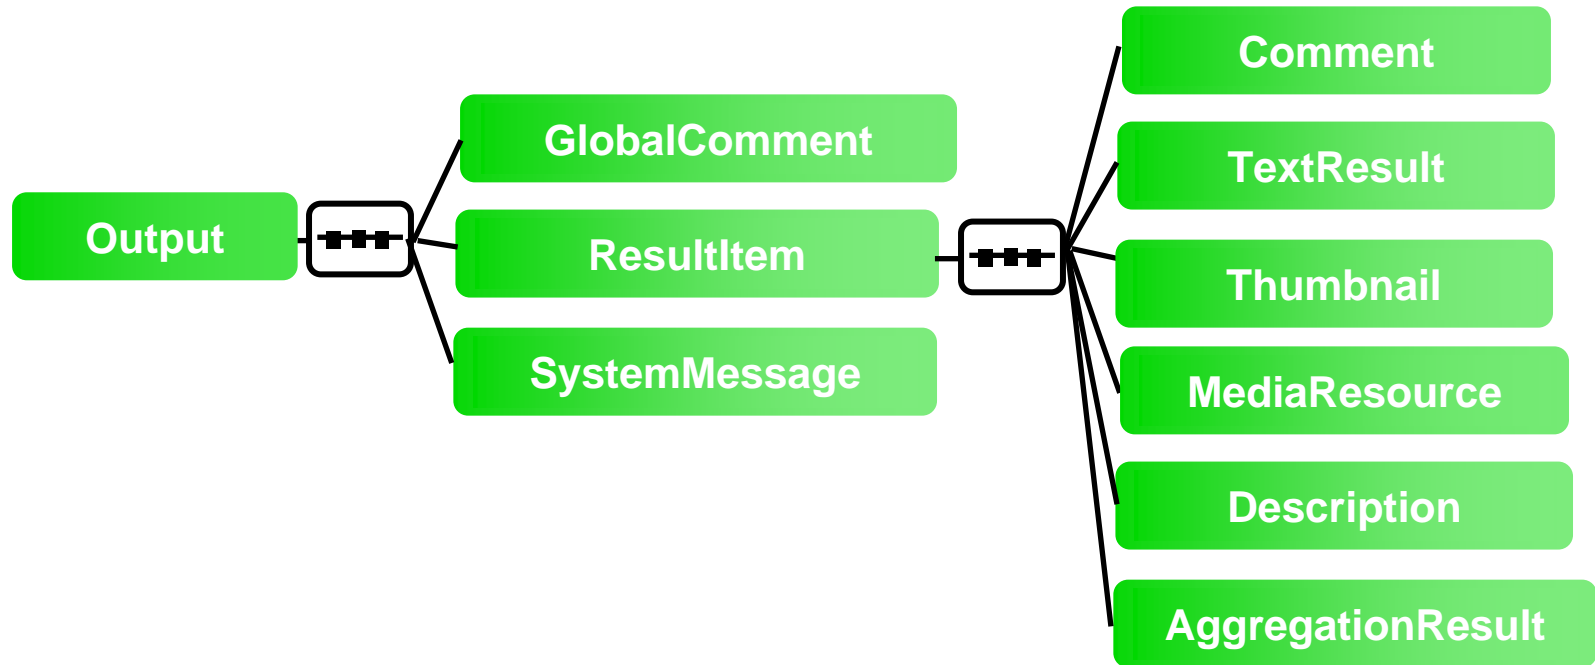 Output
GlobalComment
ResultItem
SystemMessage
Comment
TextResult
Thumbnail
MediaResource
Description
AggregationResult